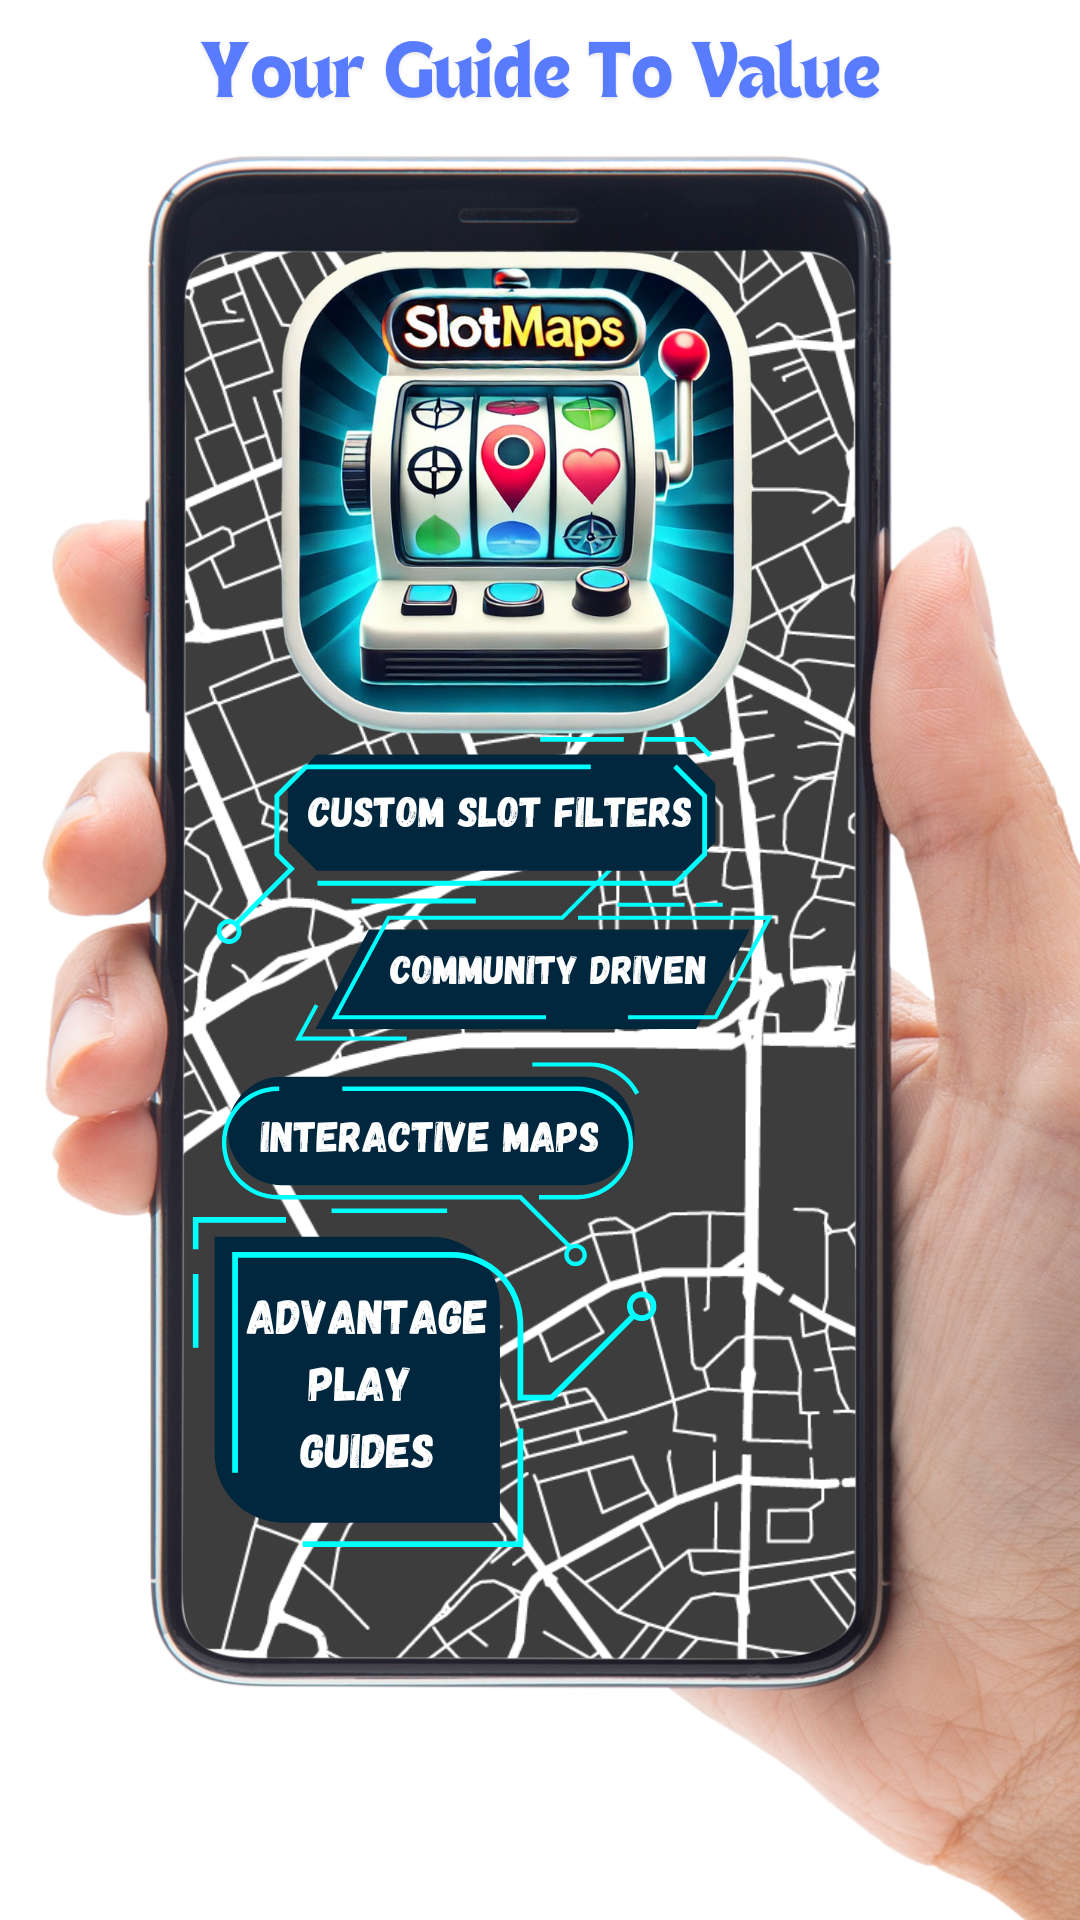 Your Guide To Value
SlotMaps
CUSTOM SLOT FILTERS
COMMUNITY DRIVEN
INTERACTIVE MAPS
ADVANTAGE
PLAY
GUIDES